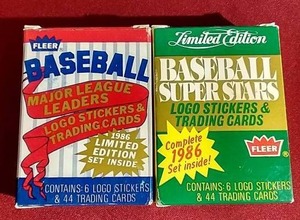 FLEER
BASEBALL
MAJOR LEAGUE
LEADERS
LOGO STICKERS &
TRADING CARDS
1986
LIMITED
EDITION
SET INSIDE!
CONTAINS: 6 LOGO STICKERS
& 44 TRADING CARDS
Limited Edition
BASEBALL
SUPER STARS
LOGO STICKERS &
TRADING CARDS
Complete
1986
Set inside!
FLEER
CONTAINS: 6 LOGO STICKERS
& 44 TRADING CARDS